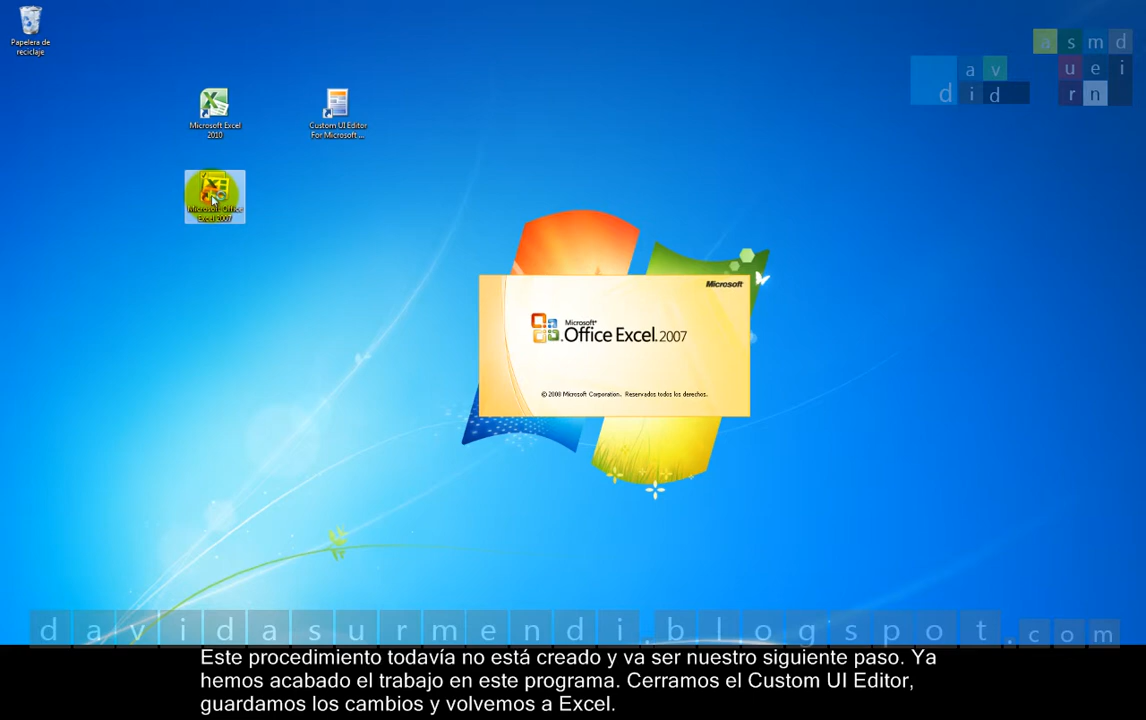 Papelera de
reciclaje
a s m d
a v u e i
d i d r n
Microsoft Excel
2010
Custom UI Editor
For Microsoft ...
Microsoft Office
Excel 2007
Microsoft
Microsoft
Office Excel 2007
© 2008 Microsoft Corporation. Reservados todos los derechos.
davidasurmendi.blogspot.com
Este procedimiento todavía no está creado y va ser nuestro siguiente paso. Ya
hemos acabado el trabajo en este programa. Cerramos el Custom UI Editor,
guardamos los cambios y volvemos a Excel.